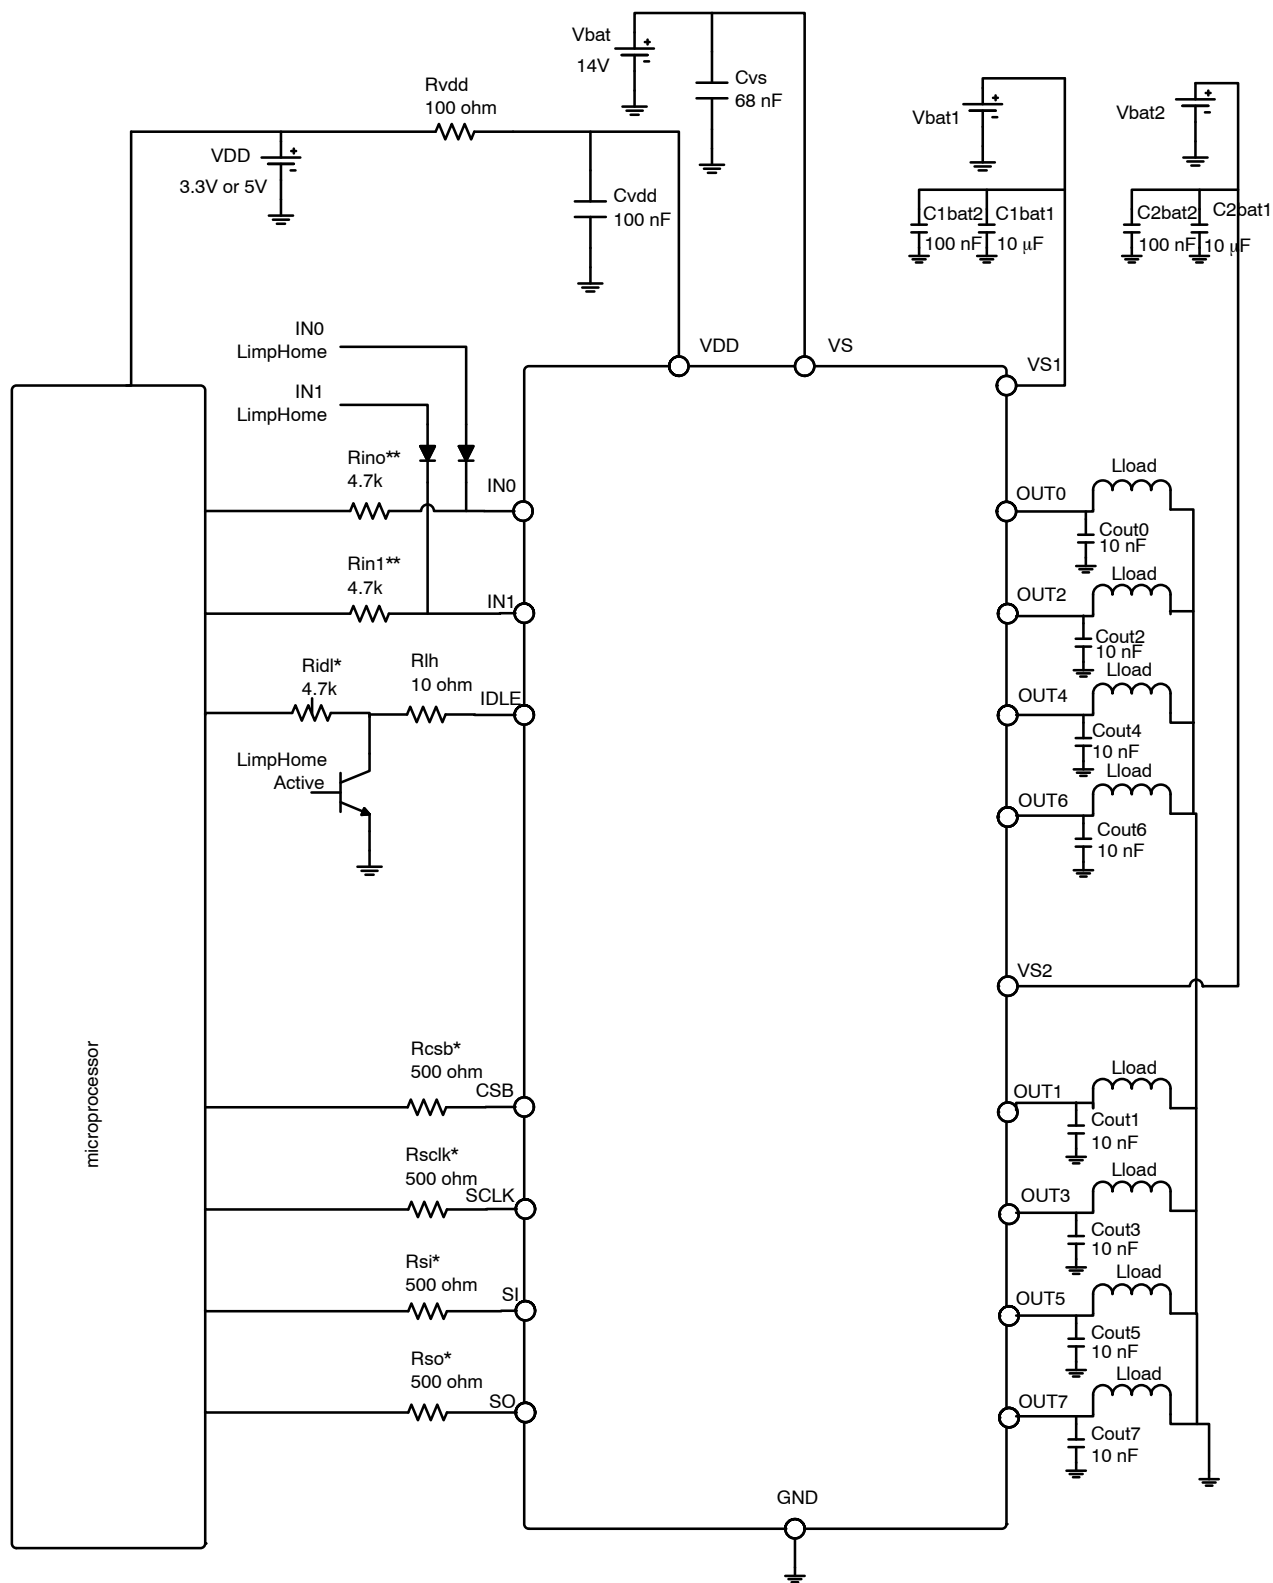 Vbat
14V
Cvs
68 nF
Rvdd
100 ohm
VDD
3.3V or 5V
Cvdd
100 nF
Vbat1
Vbat2
C1bat2
100 nF
C1bat1
10 μF
C2bat2
100 nF
C2bat1
10 μF
IN0
LimpHome
IN1
LimpHome
VDD
VS
VS1
Rino**
4.7k
IN0
Rin1**
4.7k
IN1
Ridl*
4.7k
Rlh
10 ohm
IDLE
LimpHome
Active
OUT0
Lload
Cout0
10 nF
OUT2
Lload
Cout2
10 nF
OUT4
Lload
Cout4
10 nF
OUT6
Lload
Cout6
10 nF
VS2
microprocessor
Rcsb*
500 ohm
CSB
Rsclk*
500 ohm
SCLK
Rsi*
500 ohm
SI
Rso*
500 ohm
SO
OUT1
Lload
Cout1
10 nF
OUT3
Lload
Cout3
10 nF
OUT5
Lload
Cout5
10 nF
OUT7
Lload
Cout7
10 nF
GND